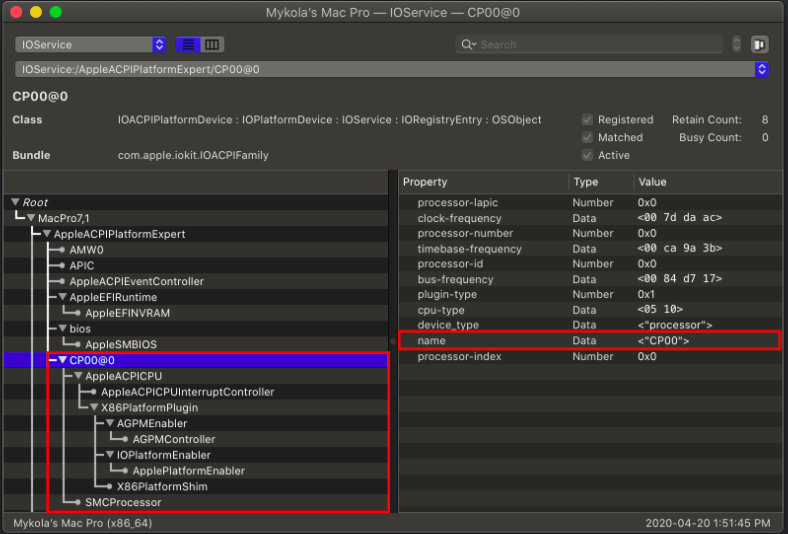 Mykola's Mac Pro — IOService — CP00@0
IOService
Search
IOService:/AppleACPIPlatformExpert/CP00@0
CP00@0
Class IOACPIPlatformDevice : IOPlatformDevice : IOService : IORegistryEntry : OSObject Registered Retain Count: 8
Matched Busy Count: 0
Bundle com.apple.iokit.IOACPIFamily Active
Property Type Value
Root
MacPro7,1
AppleACPIPlatformExpert
AMW0
APIC
AppleACPIEventController
AppleEFIRuntime
AppleEFINVRAM
bios
AppleSMBIOS
CP00@0
AppleACPICPU
AppleACPICPUInterruptController
X86PlatformPlugin
AGPMEnabler
AGPMController
IOPlatformEnabler
ApplePlatformEnabler
X86PlatformShim
SMCProcessor
processor-lapic Number 0x0
clock-frequency Data <00 7d da ac>
processor-number Number 0x0
timebase-frequency Data <00 ca 9a 3b>
processor-id Number 0x0
bus-frequency Data <00 84 d7 17>
plugin-type Number 0x1
cpu-type Data <05 10>
device_type Data <"processor">
name Data <"CP00">
processor-index Number 0x0
Mykola's Mac Pro (x86_64) 2020-04-20 1:51:45 PM